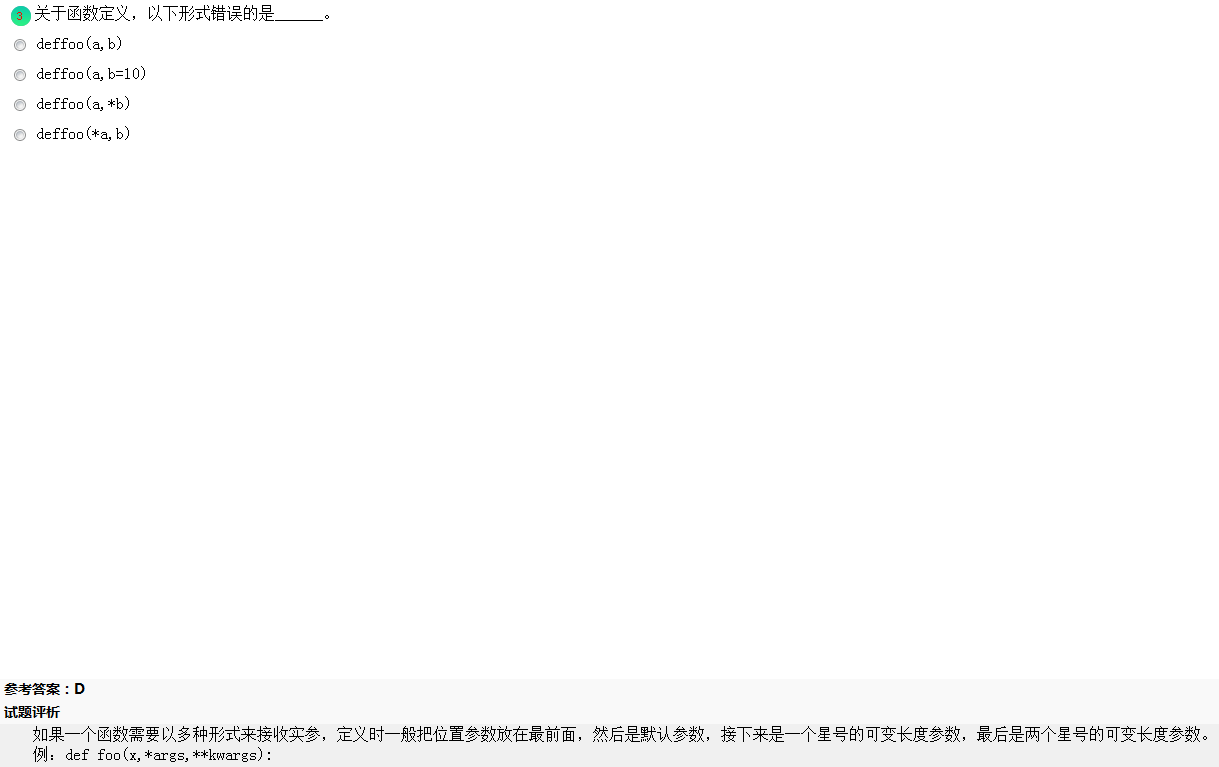 3 关于函数定义，以下形式错误的是______。
deffoo(a,b)
deffoo(a,b=10)
deffoo(a,*b)
deffoo(*a,b)
参考答案：D
试题评析
如果一个函数需要以多种形式来接收实参，定义时一般把位置参数放在最前面，然后是默认参数，接下来是一个星号的可变长度参数，最后是两个星号的可变长度参数。
例：def foo(x,*args,**kwargs):